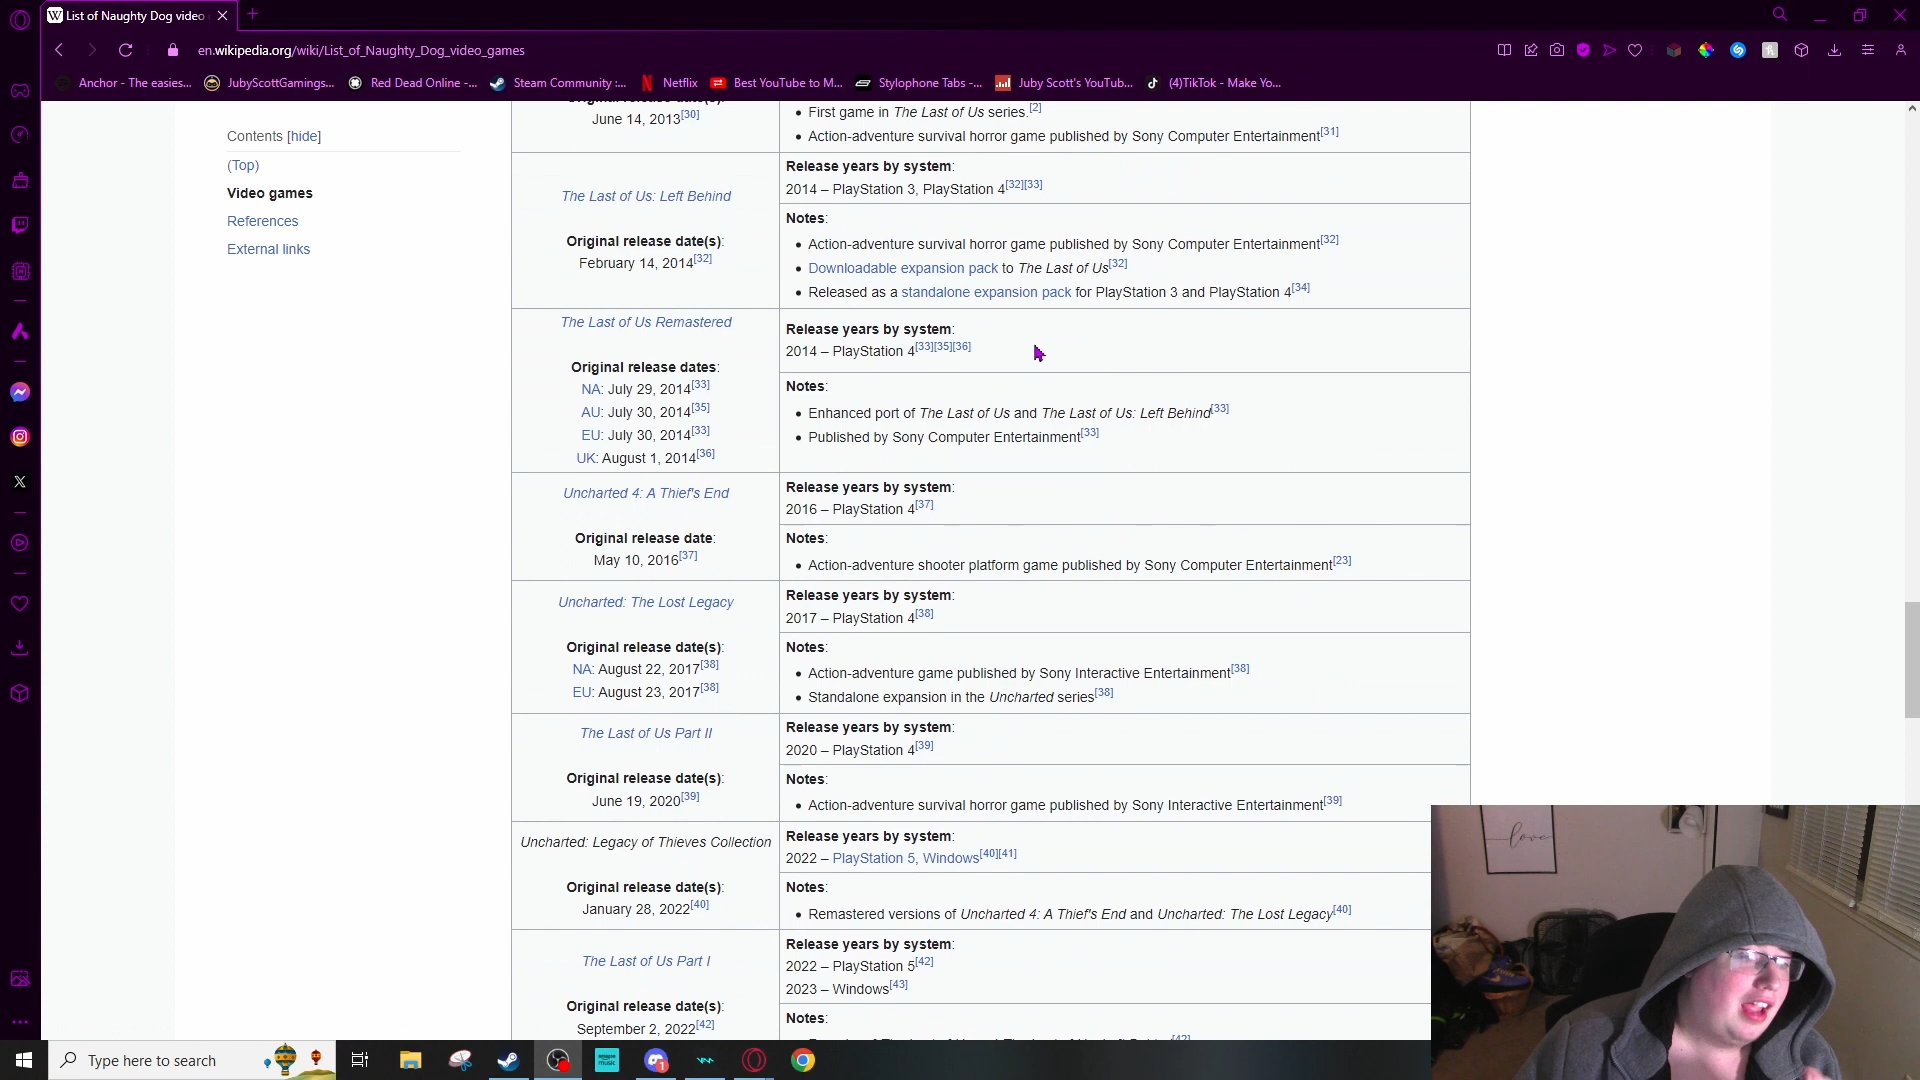 List of Naughty Dog video
en.wikipedia.org/wiki/List_of_Naughty_Dog_video_games
Anchor - The easies... JubyScottGamings... Red Dead Online -... Steam Community :... Netflix Best YouTube to M... Stylophone Tabs -... Juby Scott's YouTub... (4)TikTok - Make Yo...
Contents [hide]
(Top)
Video games
References
External links
Original release date(s):
June 14, 2013[30]
• First game in The Last of Us series.[2]
• Action-adventure survival horror game published by Sony Computer Entertainment[31]
The Last of Us: Left Behind
Original release date(s):
February 14, 2014[32]
Release years by system:
2014 – PlayStation 3, PlayStation 4[32][33]
Notes:
• Action-adventure survival horror game published by Sony Computer Entertainment[32]
• Downloadable expansion pack to The Last of Us[32]
• Released as a standalone expansion pack for PlayStation 3 and PlayStation 4[34]
The Last of Us Remastered
Original release dates:
NA: July 29, 2014[33]
AU: July 30, 2014[35]
EU: July 30, 2014[33]
UK: August 1, 2014[36]
Release years by system:
2014 – PlayStation 4[33][35][36]
Notes:
• Enhanced port of The Last of Us and The Last of Us: Left Behind[33]
• Published by Sony Computer Entertainment[33]
Uncharted 4: A Thief's End
Original release date:
May 10, 2016[37]
Release years by system:
2016 – PlayStation 4[37]
Notes:
• Action-adventure shooter platform game published by Sony Computer Entertainment[23]
Uncharted: The Lost Legacy
Original release date(s):
NA: August 22, 2017[38]
EU: August 23, 2017[38]
Release years by system:
2017 – PlayStation 4[38]
Notes:
• Action-adventure game published by Sony Interactive Entertainment[38]
• Standalone expansion in the Uncharted series[38]
The Last of Us Part II
Original release date(s):
June 19, 2020[39]
Release years by system:
2020 – PlayStation 4[39]
Notes:
• Action-adventure survival horror game published by Sony Interactive Entertainment[39]
Uncharted: Legacy of Thieves Collection
Original release date(s):
January 28, 2022[40]
Release years by system:
2022 – PlayStation 5, Windows[40][41]
Notes:
• Remastered versions of Uncharted 4: A Thief's End and Uncharted: The Lost Legacy[40]
The Last of Us Part I
Original release date(s):
September 2, 2022[42]
Release years by system:
2022 – PlayStation 5[42]
2023 – Windows[43]
Notes:
love
Type here to search